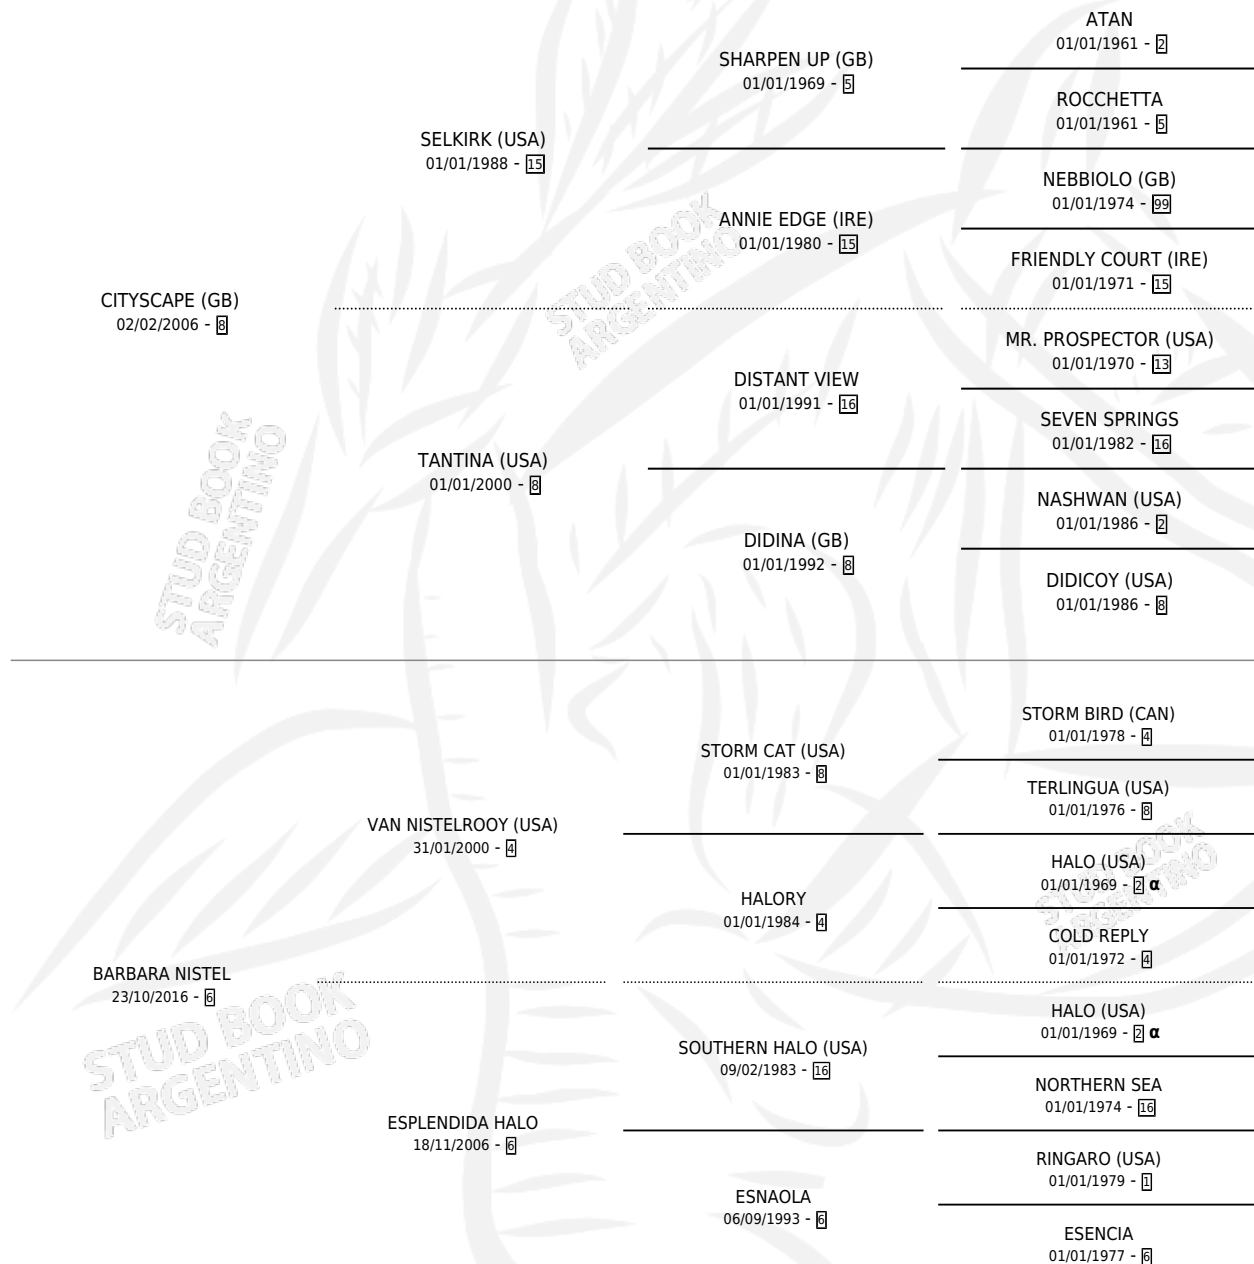 ATAN
01/01/1961 - 2
SHARPEN UP (GB)
01/01/1969 - 5
ROCCHETTA
01/01/1961 - 5
SELKIRK (USA)
01/01/1988 - 15
NEBBIOLO (GB)
01/01/1974 - 99
ANNIE EDGE (IRE)
01/01/1980 - 15
FRIENDLY COURT (IRE)
01/01/1971 - 15
STUD BOOK
ARGENTINO
CITYSCAPE (GB)
02/02/2006 - 8
MR. PROSPECTOR (USA)
01/01/1970 - 13
DISTANT VIEW
01/01/1991 - 16
SEVEN SPRINGS
01/01/1982 - 16
TANTINA (USA)
01/01/2000 - 8
NASHWAN (USA)
01/01/1986 - 2
DIDINA (GB)
01/01/1992 - 8
DIDICOY (USA)
01/01/1986 - 8
STUD BOOK
ARGENTINO
STORM BIRD (CAN)
01/01/1978 - 4
STORM CAT (USA)
01/01/1983 - 8
TERLINGUA (USA)
01/01/1976 - 8
VAN NISTELROOY (USA)
31/01/2000 - 4
HALO (USA)
01/01/1969 - 2 α
HALORY
01/01/1984 - 4
COLD REPLY
01/01/1972 - 4
STUD BOOK
ARGENTINO
BARBARA NISTEL
23/10/2016 - 6
HALO (USA)
01/01/1969 - 2 α
SOUTHERN HALO (USA)
09/02/1983 - 16
NORTHERN SEA
01/01/1974 - 16
STUD BOOK
ARGENTINO
ESPLENDIDA HALO
18/11/2006 - 6
RINGARO (USA)
01/01/1979 - 1
ESNAOLA
06/09/1993 - 6
ESENCIA
01/01/1977 - 6